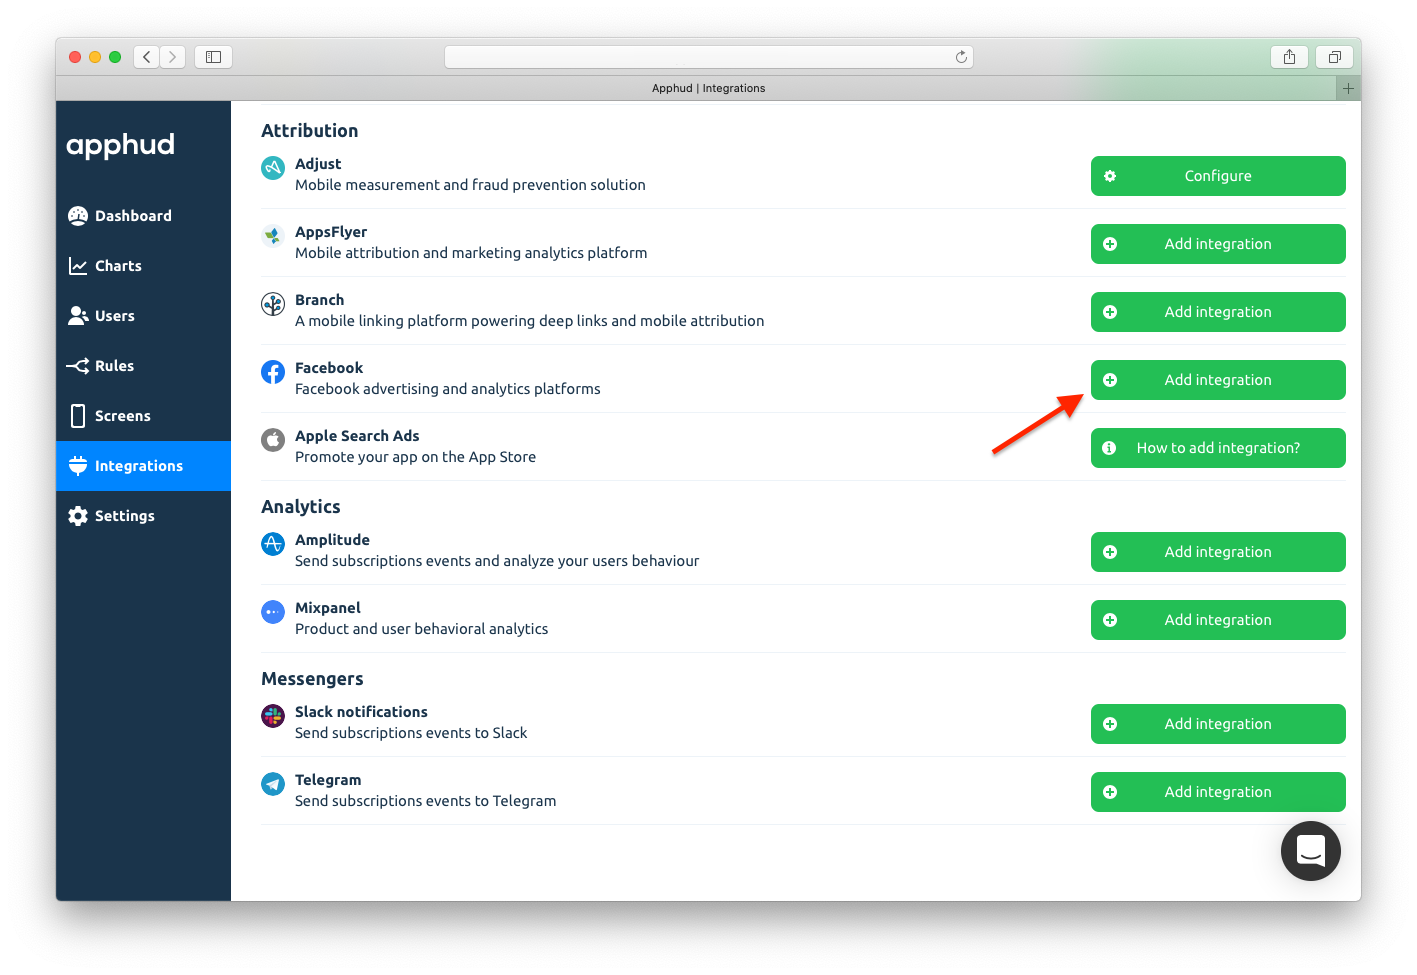 Apphud | Integrations
apphud
Dashboard
Charts
Users
Rules
Screens
Integrations
Settings
Attribution
Adjust
Mobile measurement and fraud prevention solution
Configure
AppsFlyer
Mobile attribution and marketing analytics platform
Add integration
Branch
A mobile linking platform powering deep links and mobile attribution
Add integration
Facebook
Facebook advertising and analytics platforms
Add integration
Apple Search Ads
Promote your app on the App Store
How to add integration?
Analytics
Amplitude
Send subscriptions events and analyze your users behaviour
Add integration
Mixpanel
Product and user behavioral analytics
Add integration
Messengers
Slack notifications
Send subscriptions events to Slack
Add integration
Telegram
Send subscriptions events to Telegram
Add integration